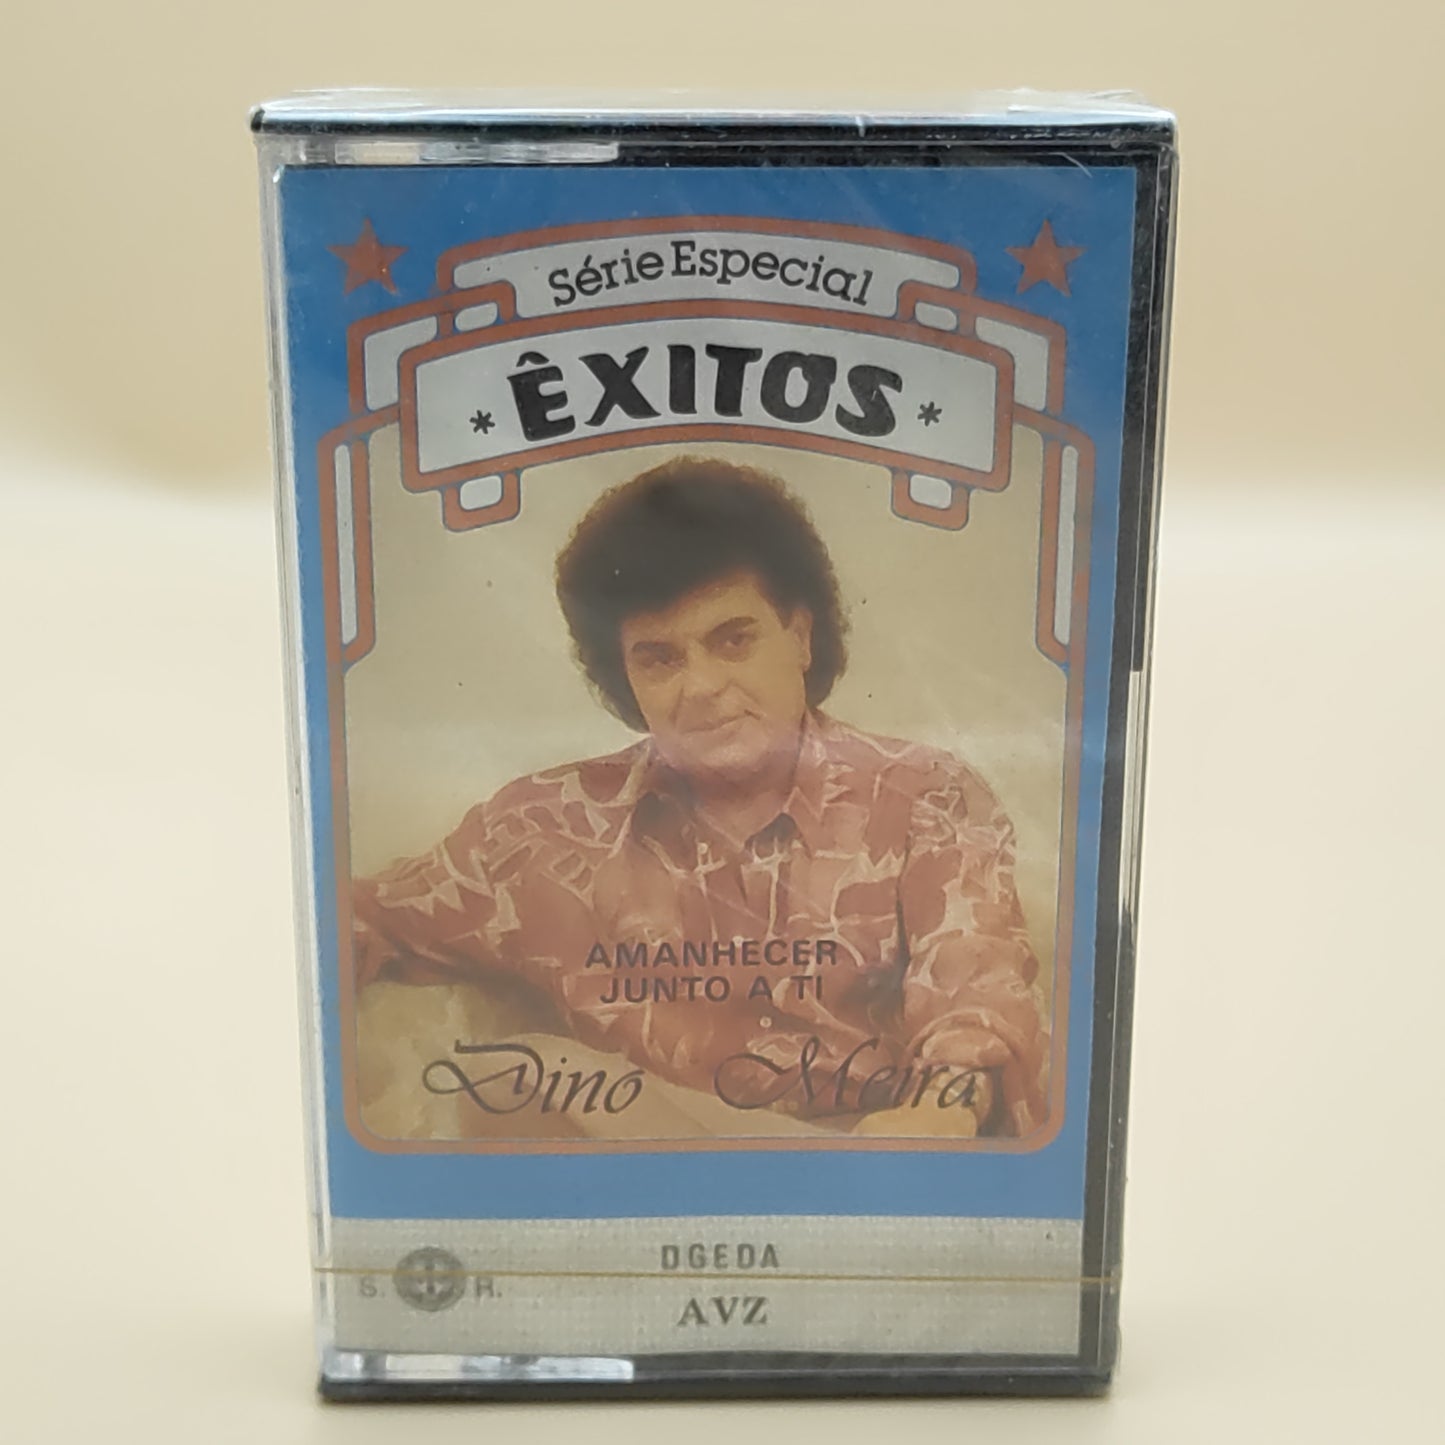 Série Especial
* ÊXITOS *
AMANHECER
JUNTO A TI
Dino Meira
DGEDA
S. R.
AVZ